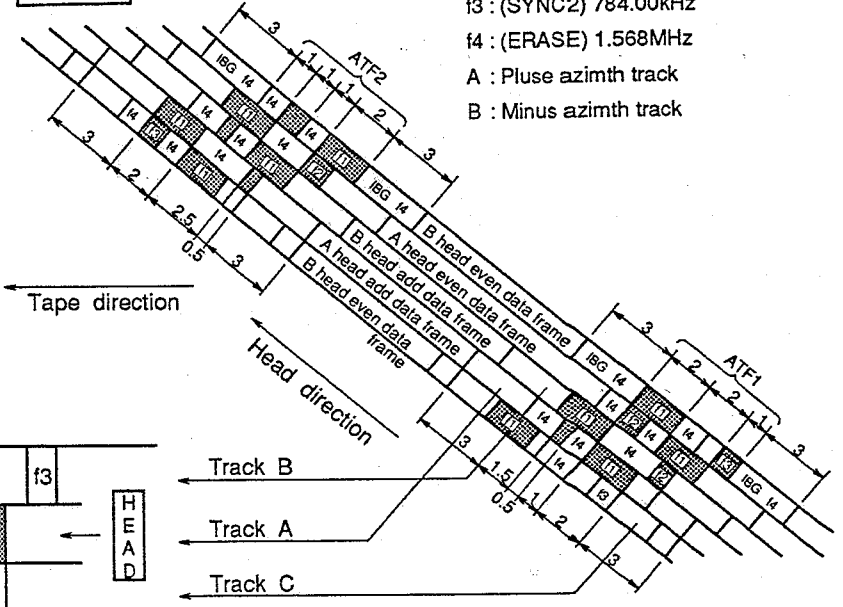 f3 : (SYNC2) 784.00kHz
f4 : (ERASE) 1.568MHz
A : Pluse azimth track
B : Minus azimth track
3
1
1
1
2
3
ATF2
IBG f4
f4
f4
f1
IBG f4
f1
f4
f4
f2
f4
f1
f4
f1
f4
f3
f4
f1
3
2
2.5
0.5
3
B head even data frame
A head even data frame
B head add data frame
A head add data frame
B head even data
frame
Tape direction
Head direction
3
2
2
1
3
ATF1
IBG f4
f1
f4
f3
IBG f4
f4
f2
f4
f1
f1
f4
f2
f4
f1
f1
f4
f3
3
1.5
0.5
1
2
3
Track B
Track A
Track C
f3
HEAD